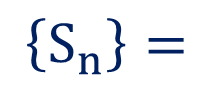 {Sₙ} =